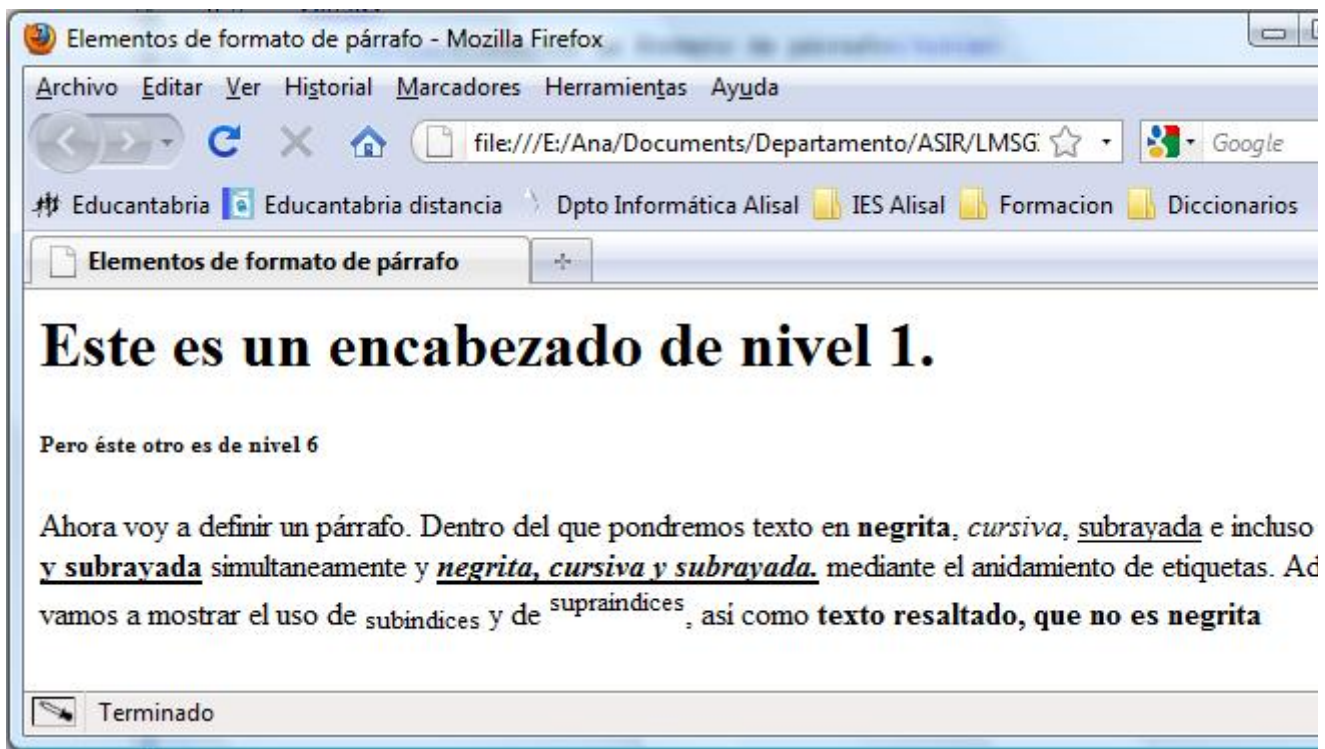 Elementos de formato de párrafo - Mozilla Firefox
Archivo Editar Ver Historial Marcadores Herramientas Ayuda
file:///E:/Ana/Documents/Departamento/ASIR/LMSG Google
Educantabria Educantabria distancia Dpto Informática Alisal IES Alisal Formacion Diccionarios
Elementos de formato de párrafo
Este es un encabezado de nivel 1.
Pero éste otro es de nivel 6
Ahora voy a definir un párrafo. Dentro del que pondremos texto en negrita, cursiva, subrayada e incluso
y subrayada simultaneamente y negrita, cursiva y subrayada. mediante el anidamiento de etiquetas. Ad
vamos a mostrar el uso de subindices y de supraindices, así como texto resaltado, que no es negrita
Terminado